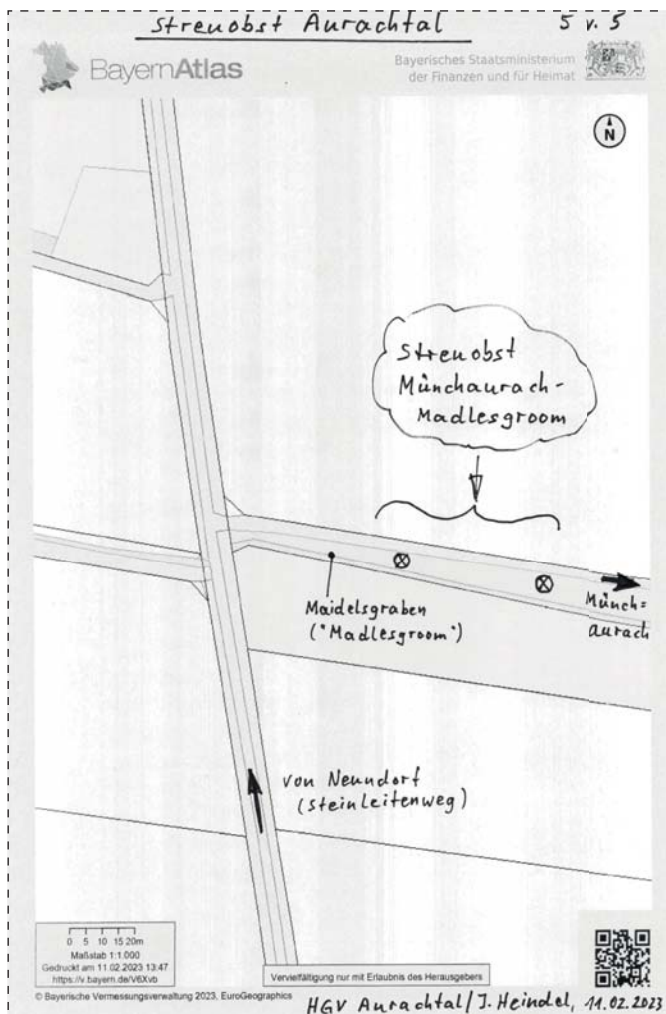 Streuobst Aurachtal 5 v. 5
BayernAtlas
Bayerisches Staatsministerium
der Finanzen und für Heimat
N
Streuobst
Münchaurach-
Madlesgroom
Maidelsgraben
("Madlesgroom")
Münch=
aurach
von Neundorf
(Steinleitenweg)
0 5 10 15 20m
Maßstab 1:1.000
Gedruckt am 11.02.2023 13:47
https://v.bayern.de/V6Xvb
Vervielfältigung nur mit Erlaubnis des Herausgebers
© Bayerische Vermessungsverwaltung 2023, EuroGeographics
HGV Aurachtal/J. Heindel, 11.02.2023